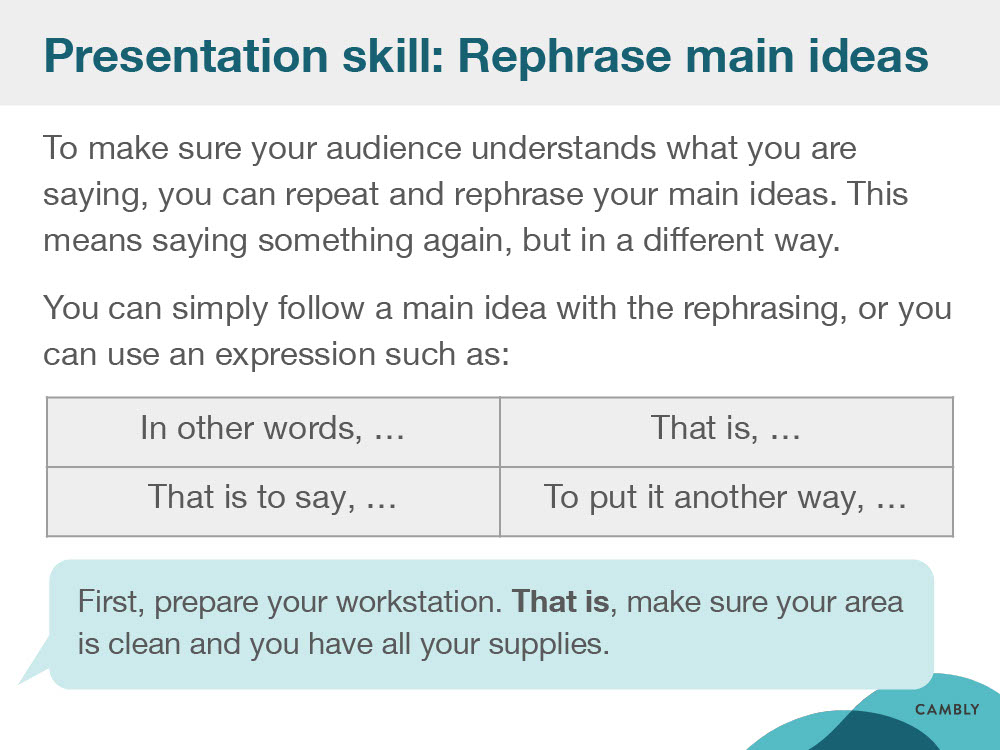 Presentation skill: Rephrase main ideas
To make sure your audience understands what you are
saying, you can repeat and rephrase your main ideas. This
means saying something again, but in a different way.
You can simply follow a main idea with the rephrasing, or you
can use an expression such as:
In other words, …
That is, …
That is to say, …
To put it another way, …
First, prepare your workstation. That is, make sure your area
is clean and you have all your supplies.
CAMBLY